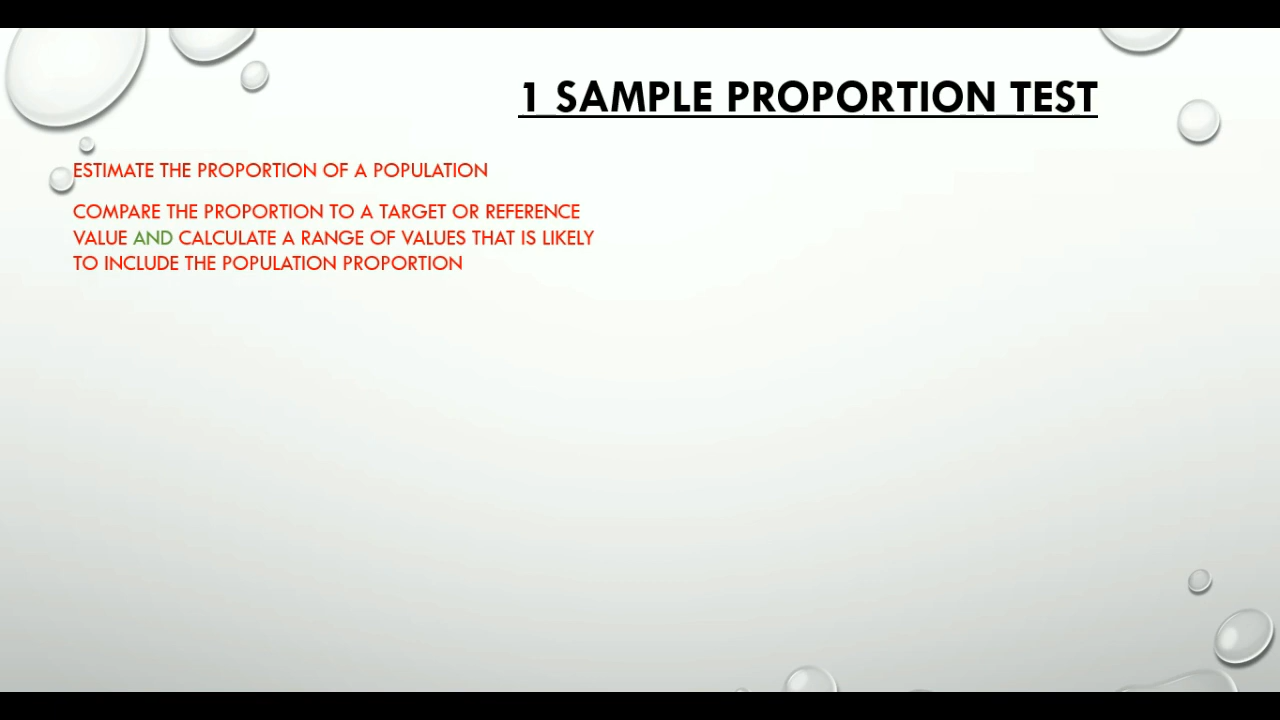 1 SAMPLE PROPORTION TEST
ESTIMATE THE PROPORTION OF A POPULATION
COMPARE THE PROPORTION TO A TARGET OR REFERENCE
VALUE AND CALCULATE A RANGE OF VALUES THAT IS LIKELY
TO INCLUDE THE POPULATION PROPORTION